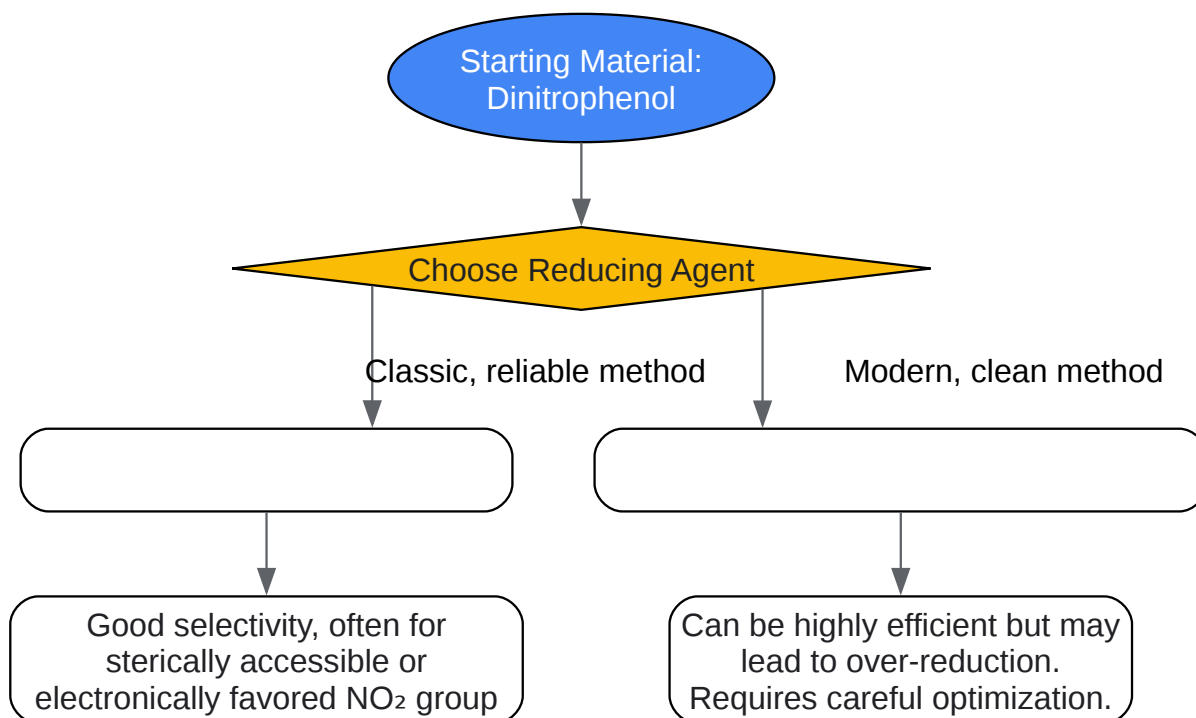 Starting Material:
Dinitrophenol
Choose Reducing Agent
Classic, reliable method
Modern, clean method
Good selectivity, often for
sterically accessible or
electronically favored NO₂ group
Can be highly efficient but may
lead to over-reduction.
Requires careful optimization.